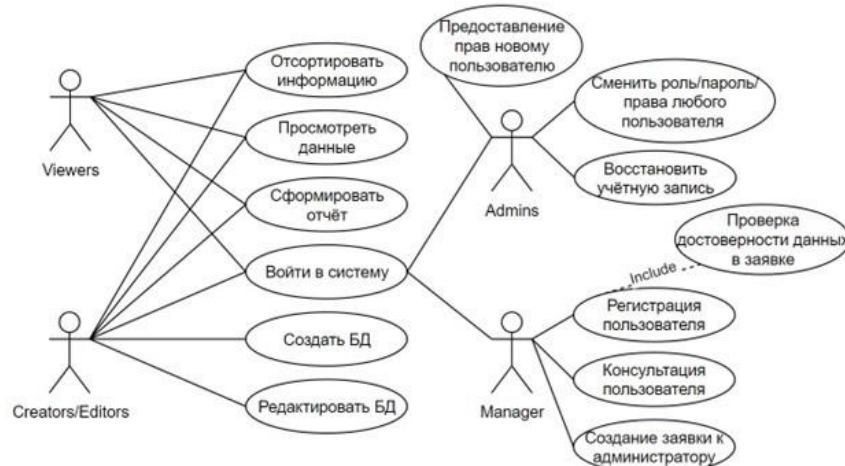 Viewers
Creators/Editors
Отсортировать
информацию
Просмотреть
данные
Сформировать
отчёт
Войти в систему
Создать БД
Редактировать БД
Предоставление
прав новому
пользователю
Сменить роль/пароль/
права любого
пользователя
Восстановить
учётную запись
Admins
Проверка
достоверности данных
в заявке
Include
Регистрация
пользователя
Консультация
пользователя
Создание заявки к
администратору
Manager